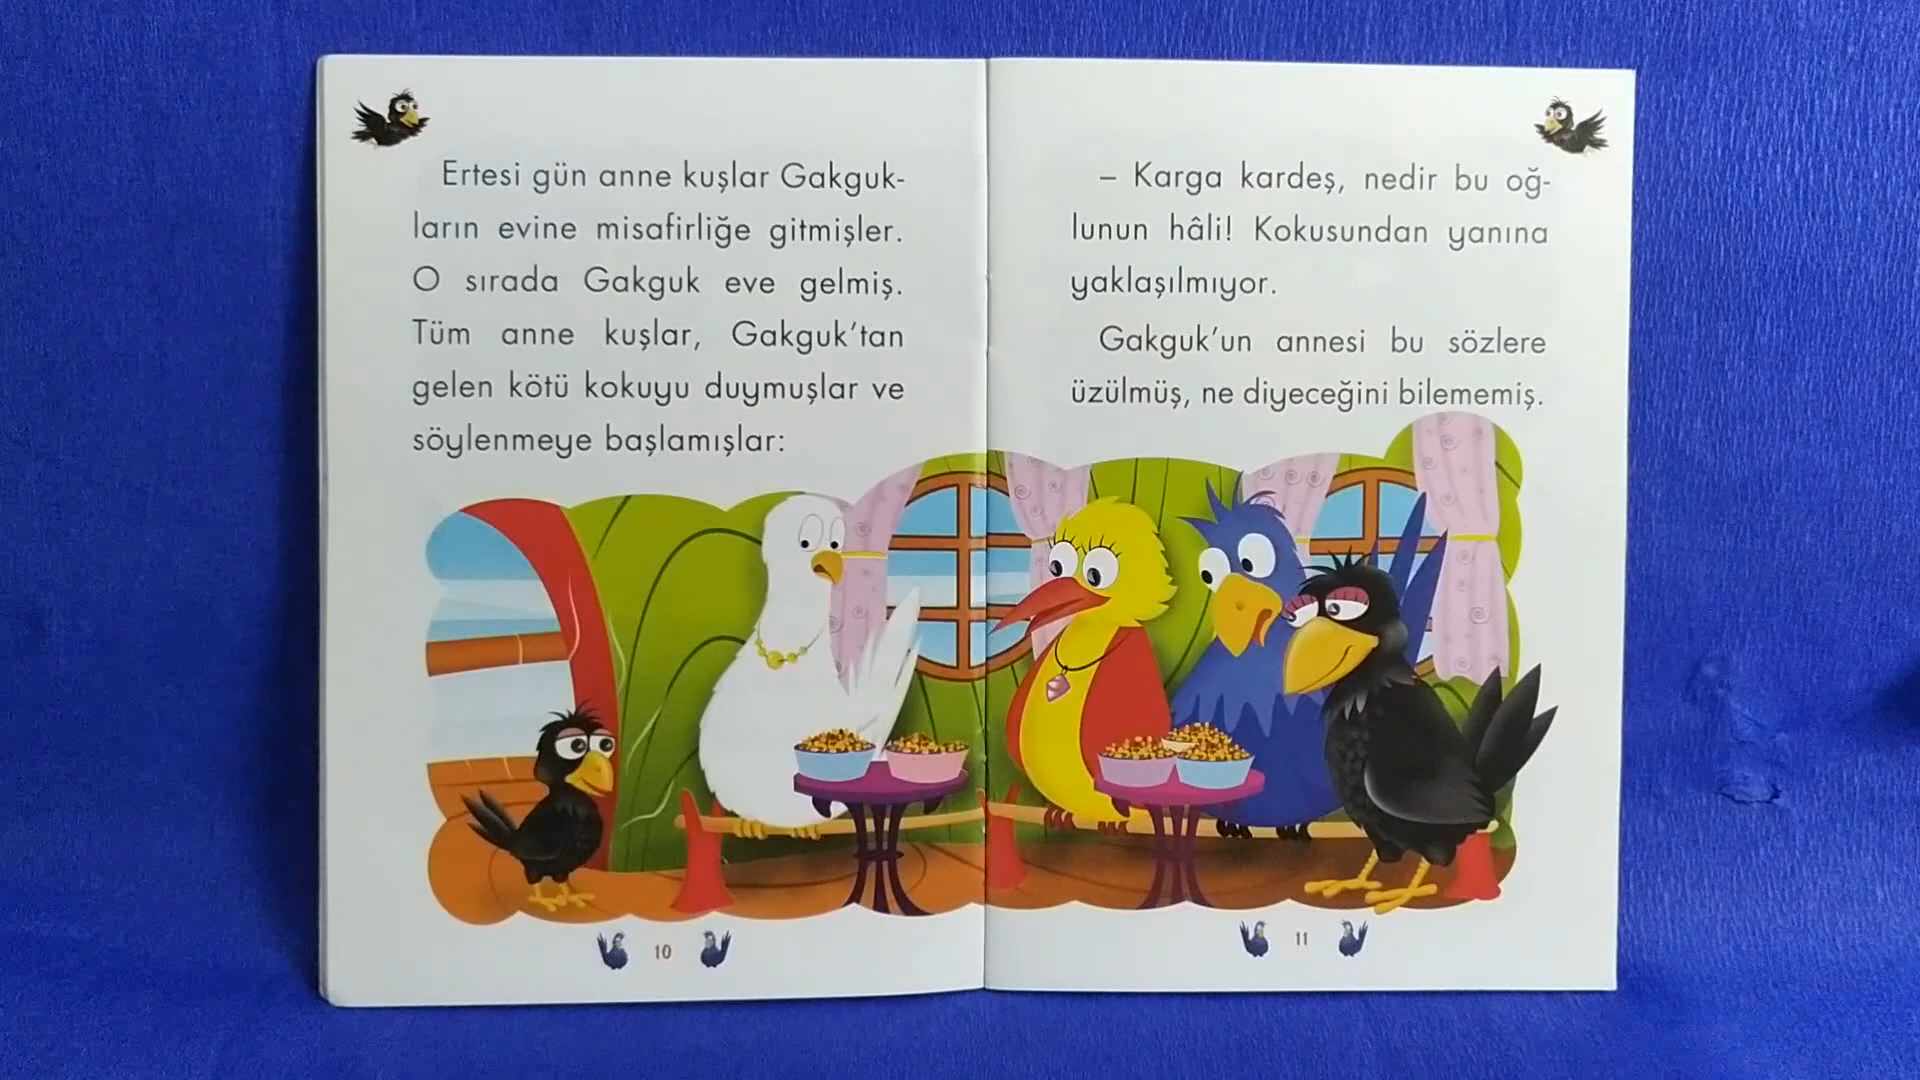 Ertesi gün anne kuşlar Gakguk-
ların evine misafirliğe gitmişler.
O sırada Gakguk eve gelmiş.
Tüm anne kuşlar, Gakguk’tan
gelen kötü kokuyu duymuşlar ve
söylenmeye başlamışlar:
10
– Karga kardeş, nedir bu oğ-
lunun hâli! Kokusundan yanına
yaklaşılmıyor.
Gakguk’un annesi bu sözlere
üzülmüş, ne diyeceğini bilememiş.
11